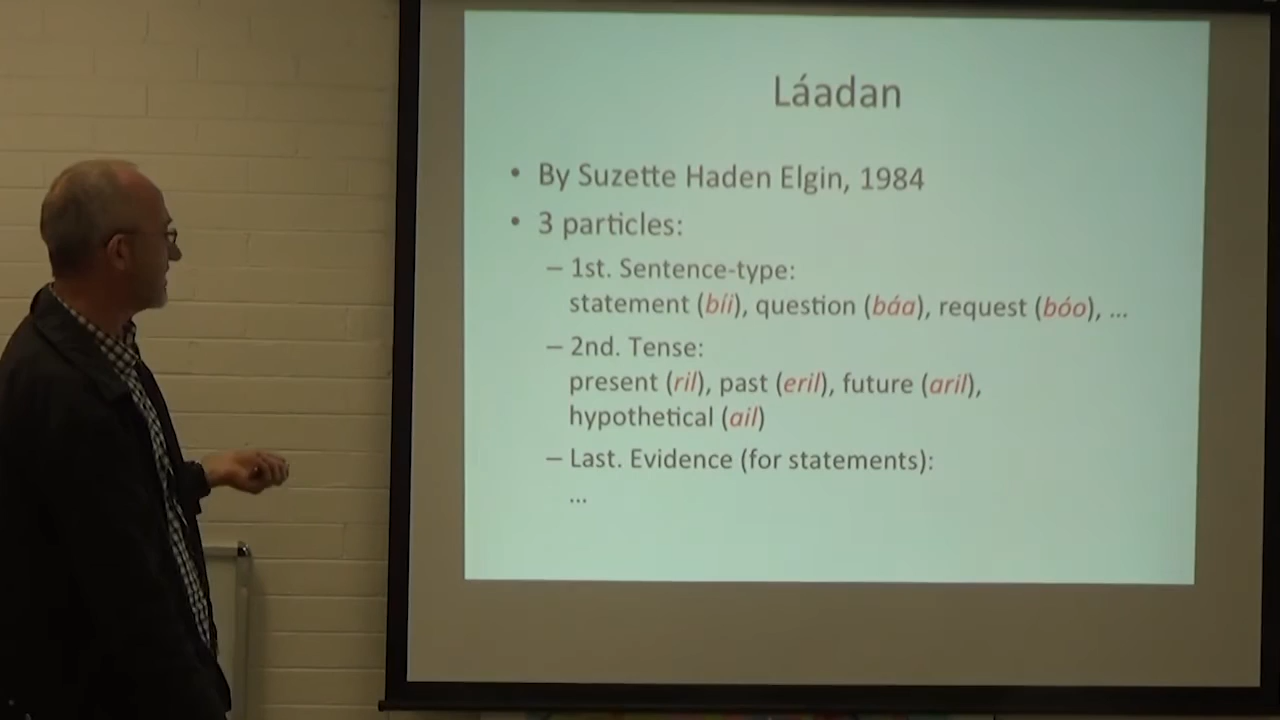 Láadan
• By Suzette Haden Elgin, 1984
• 3 particles:
– 1st. Sentence-type:
statement (bíi), question (báa), request (bóo), ...
– 2nd. Tense:
present (ril), past (eril), future (aril),
hypothetical (ail)
– Last. Evidence (for statements):
...